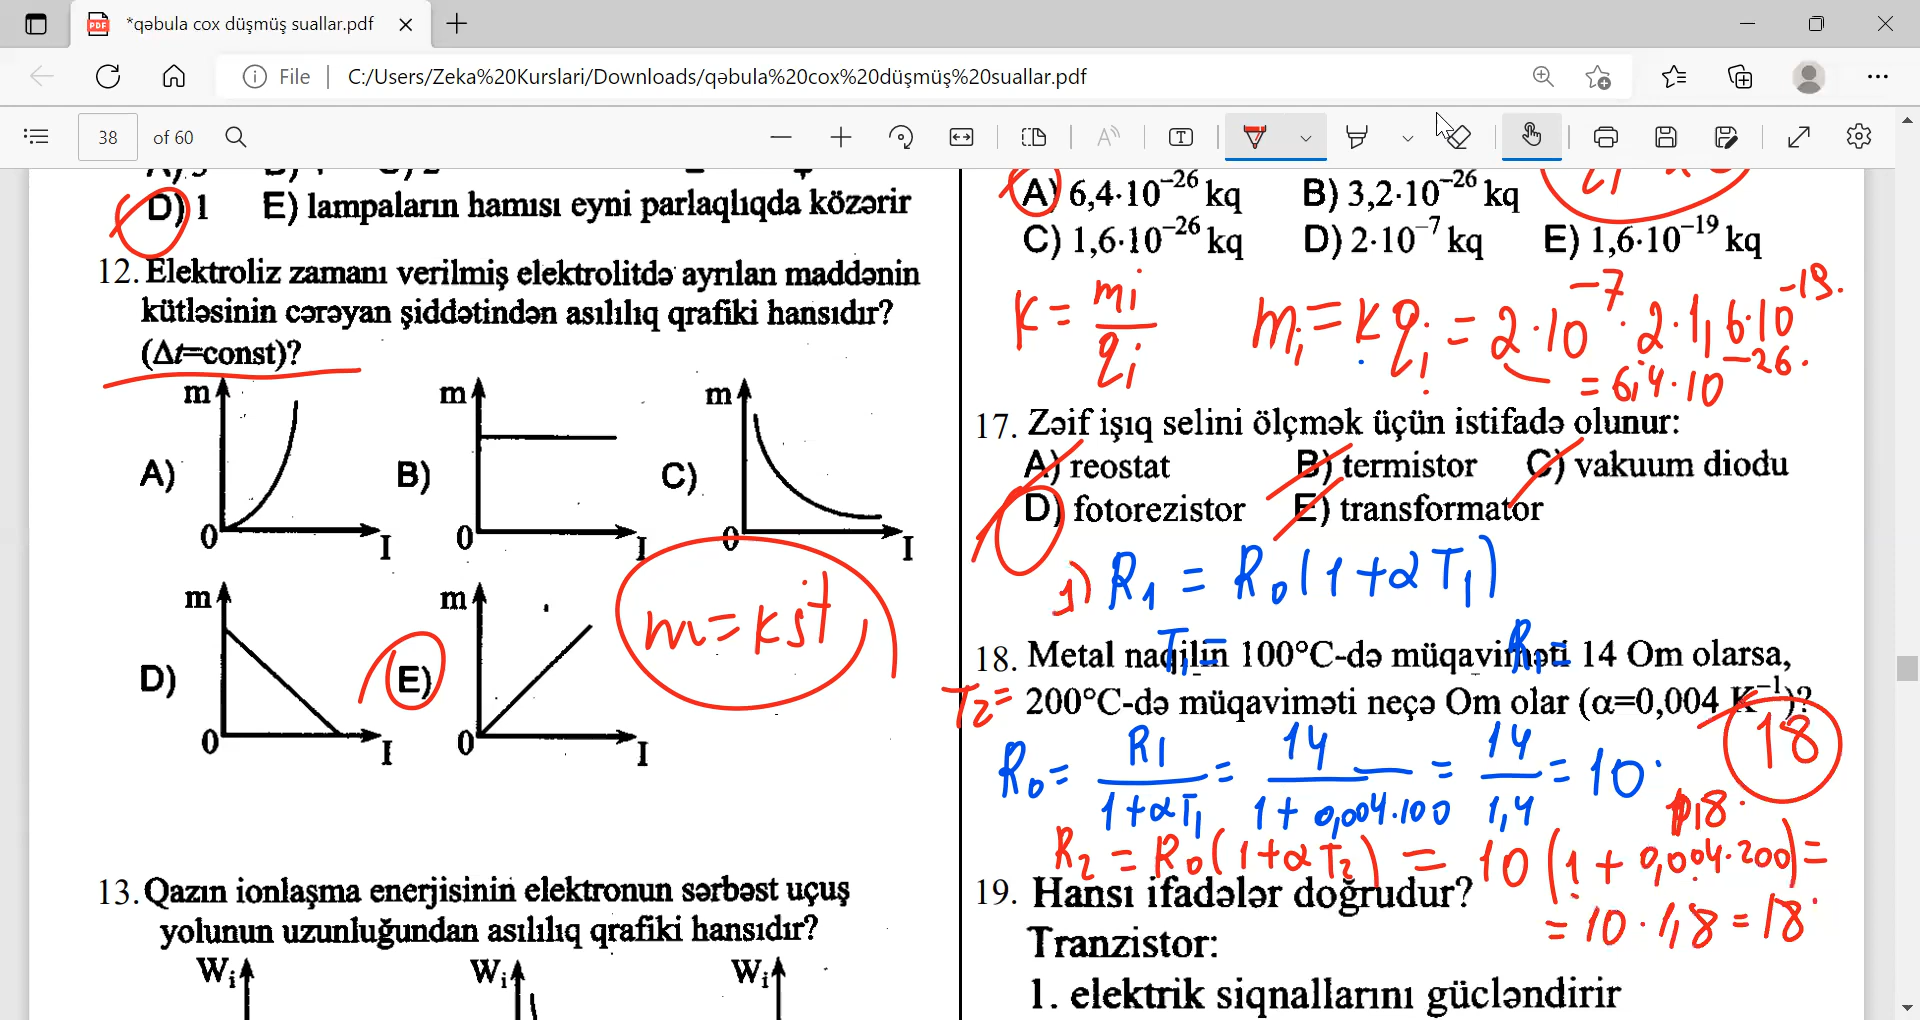 *qəbula cox düşmüş suallar.pdf
File C:/Users/Zeka%20Kurslari/Downloads/qəbula%20cox%20düşmüş%20suallar.pdf
38 of 60
D) 1 E) lampaların hamısı eyni parlaqlıqda közərir
12. Elektroliz zamanı verilmiş elektrolitdə ayrılan maddənin
kütləsinin cərəyan şiddətindən asılılıq qrafiki hansıdır?
(Δt=const)?
m m m
A) B) C)
0 I 0 I 0 I
m = kIt
m m
D) E)
0 I 0 I
13. Qazın ionlaşma enerjisinin elektronun sərbəst uçuş
yolunun uzunluğundan asılılıq qrafiki hansıdır?
Wi Wi Wi
A) 6,4·10⁻²⁶ kq B) 3,2·10⁻²⁶ kq
C) 1,6·10⁻²⁶ kq D) 2·10⁻⁷ kq E) 1,6·10⁻¹⁹ kq
k = mi/qi mi = kqi = 2·10⁻⁷·2·1,6·10⁻¹⁹
= 6,4·10⁻²⁶
17. Zəif işıq selini ölçmək üçün istifadə olunur:
A) reostat B) termistor C) vakuum diodu
D) fotorezistor E) transformator
1) R₁ = R₀(1+αT₁)
T₁= R₁=
18. Metal naqilin 100°C-də müqaviməti 14 Om olarsa,
T₂= 200°C-də müqaviməti neçə Om olar (α=0,004 K⁻¹)?
18
R₀ = R₁/(1+αT₁) = 14/(1+0,004·100) = 14/1,4 = 10
R₂ = R₀(1+αT₂) = 10(1+0,004·200) =
= 10·1,8 = 18
19. Hansı ifadələr doğrudur?
Tranzistor:
1. elektrik siqnallarını gücləndirir